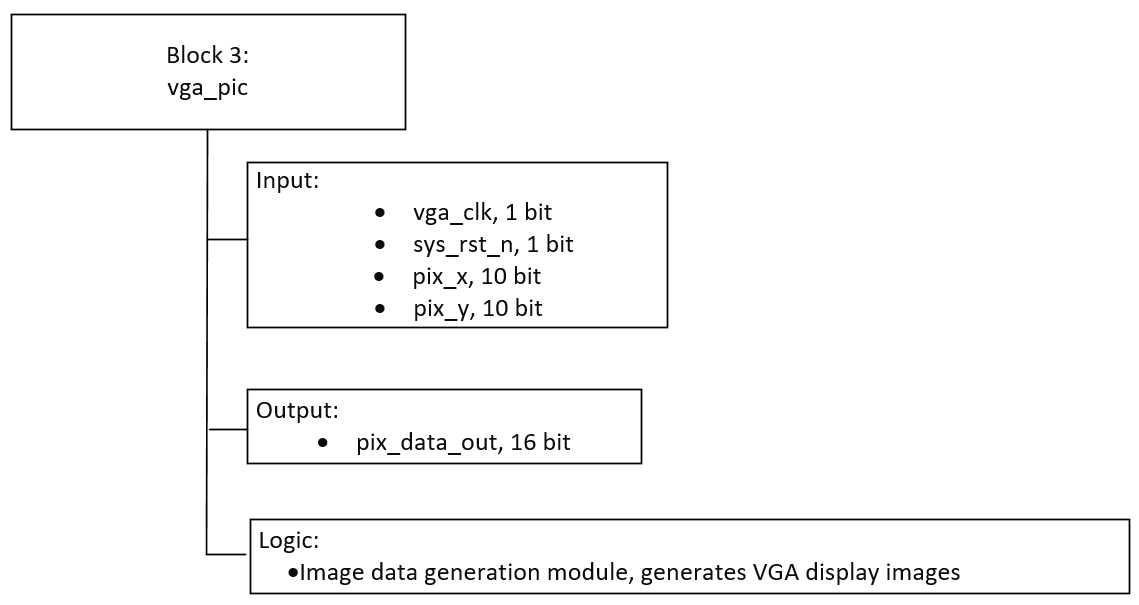 Block 3:
vga_pic
Input:
• vga_clk, 1 bit
• sys_rst_n, 1 bit
• pix_x, 10 bit
• pix_y, 10 bit
Output:
• pix_data_out, 16 bit
Logic:
•Image data generation module, generates VGA display images